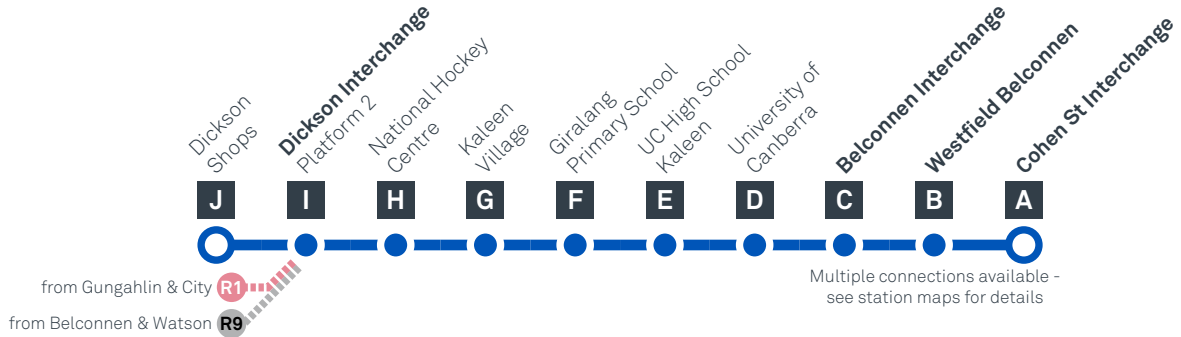 Dickson
Shops
Dickson Interchange
Platform 2
National Hockey
Centre
Kaleen
Village
Giralang
Primary School
UC High School
Kaleen
University of
Canberra
Belconnen Interchange
Westfield Belconnen
Cohen St Interchange
J
I
H
G
F
E
D
C
B
A
from Gungahlin & City R1
from Belconnen & Watson R9
Multiple connections available -
see station maps for details